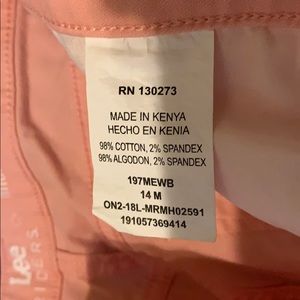 RN 130273
MADE IN KENYA
HECHO EN KENIA
98% COTTON, 2% SPANDEX
98% ALGODON, 2% SPANDEX
197MEWB
14 M
ON2-18L-MRMH02591
191057369414
Lee
RIDERS